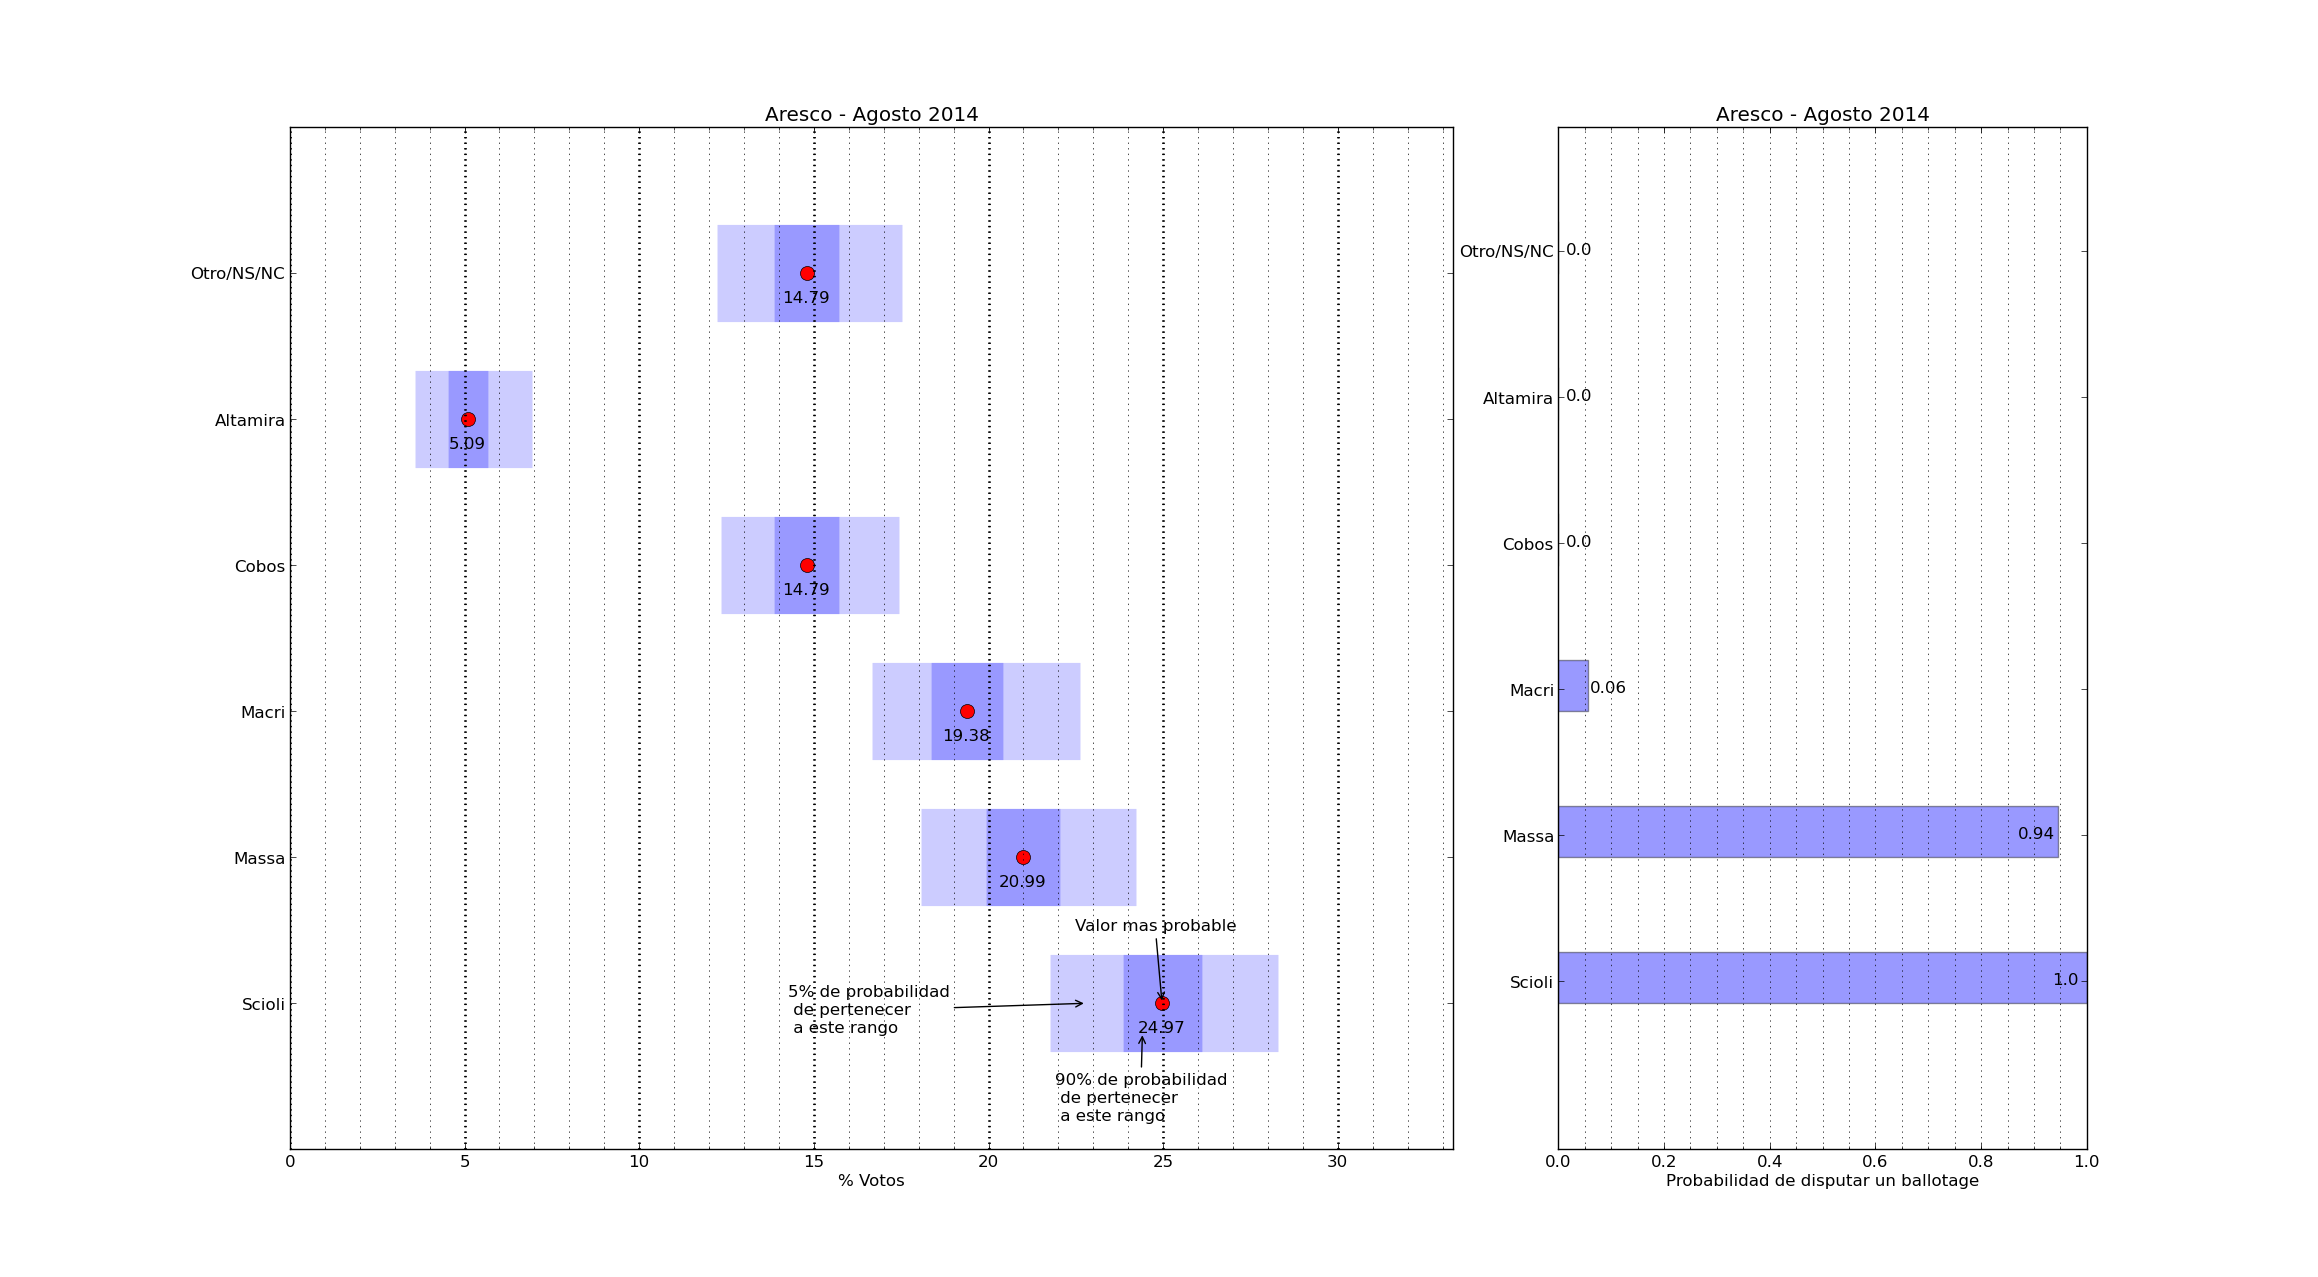 Aresco - Agosto 2014
Otro/NS/NC
14.79
Altamira
5.09
Cobos
14.79
Macri
19.38
Massa
20.99
Valor mas probable
Scioli
5% de probabilidad
de pertenecer
a este rango
24.97
90% de probabilidad
de pertenecer
a este rango
0 5 10 15 20 25 30
% Votos
Aresco - Agosto 2014
Otro/NS/NC 0.0
Altamira 0.0
Cobos 0.0
Macri 0.06
Massa 0.94
Scioli 1.0
0.0 0.2 0.4 0.6 0.8 1.0
Probabilidad de disputar un ballotage